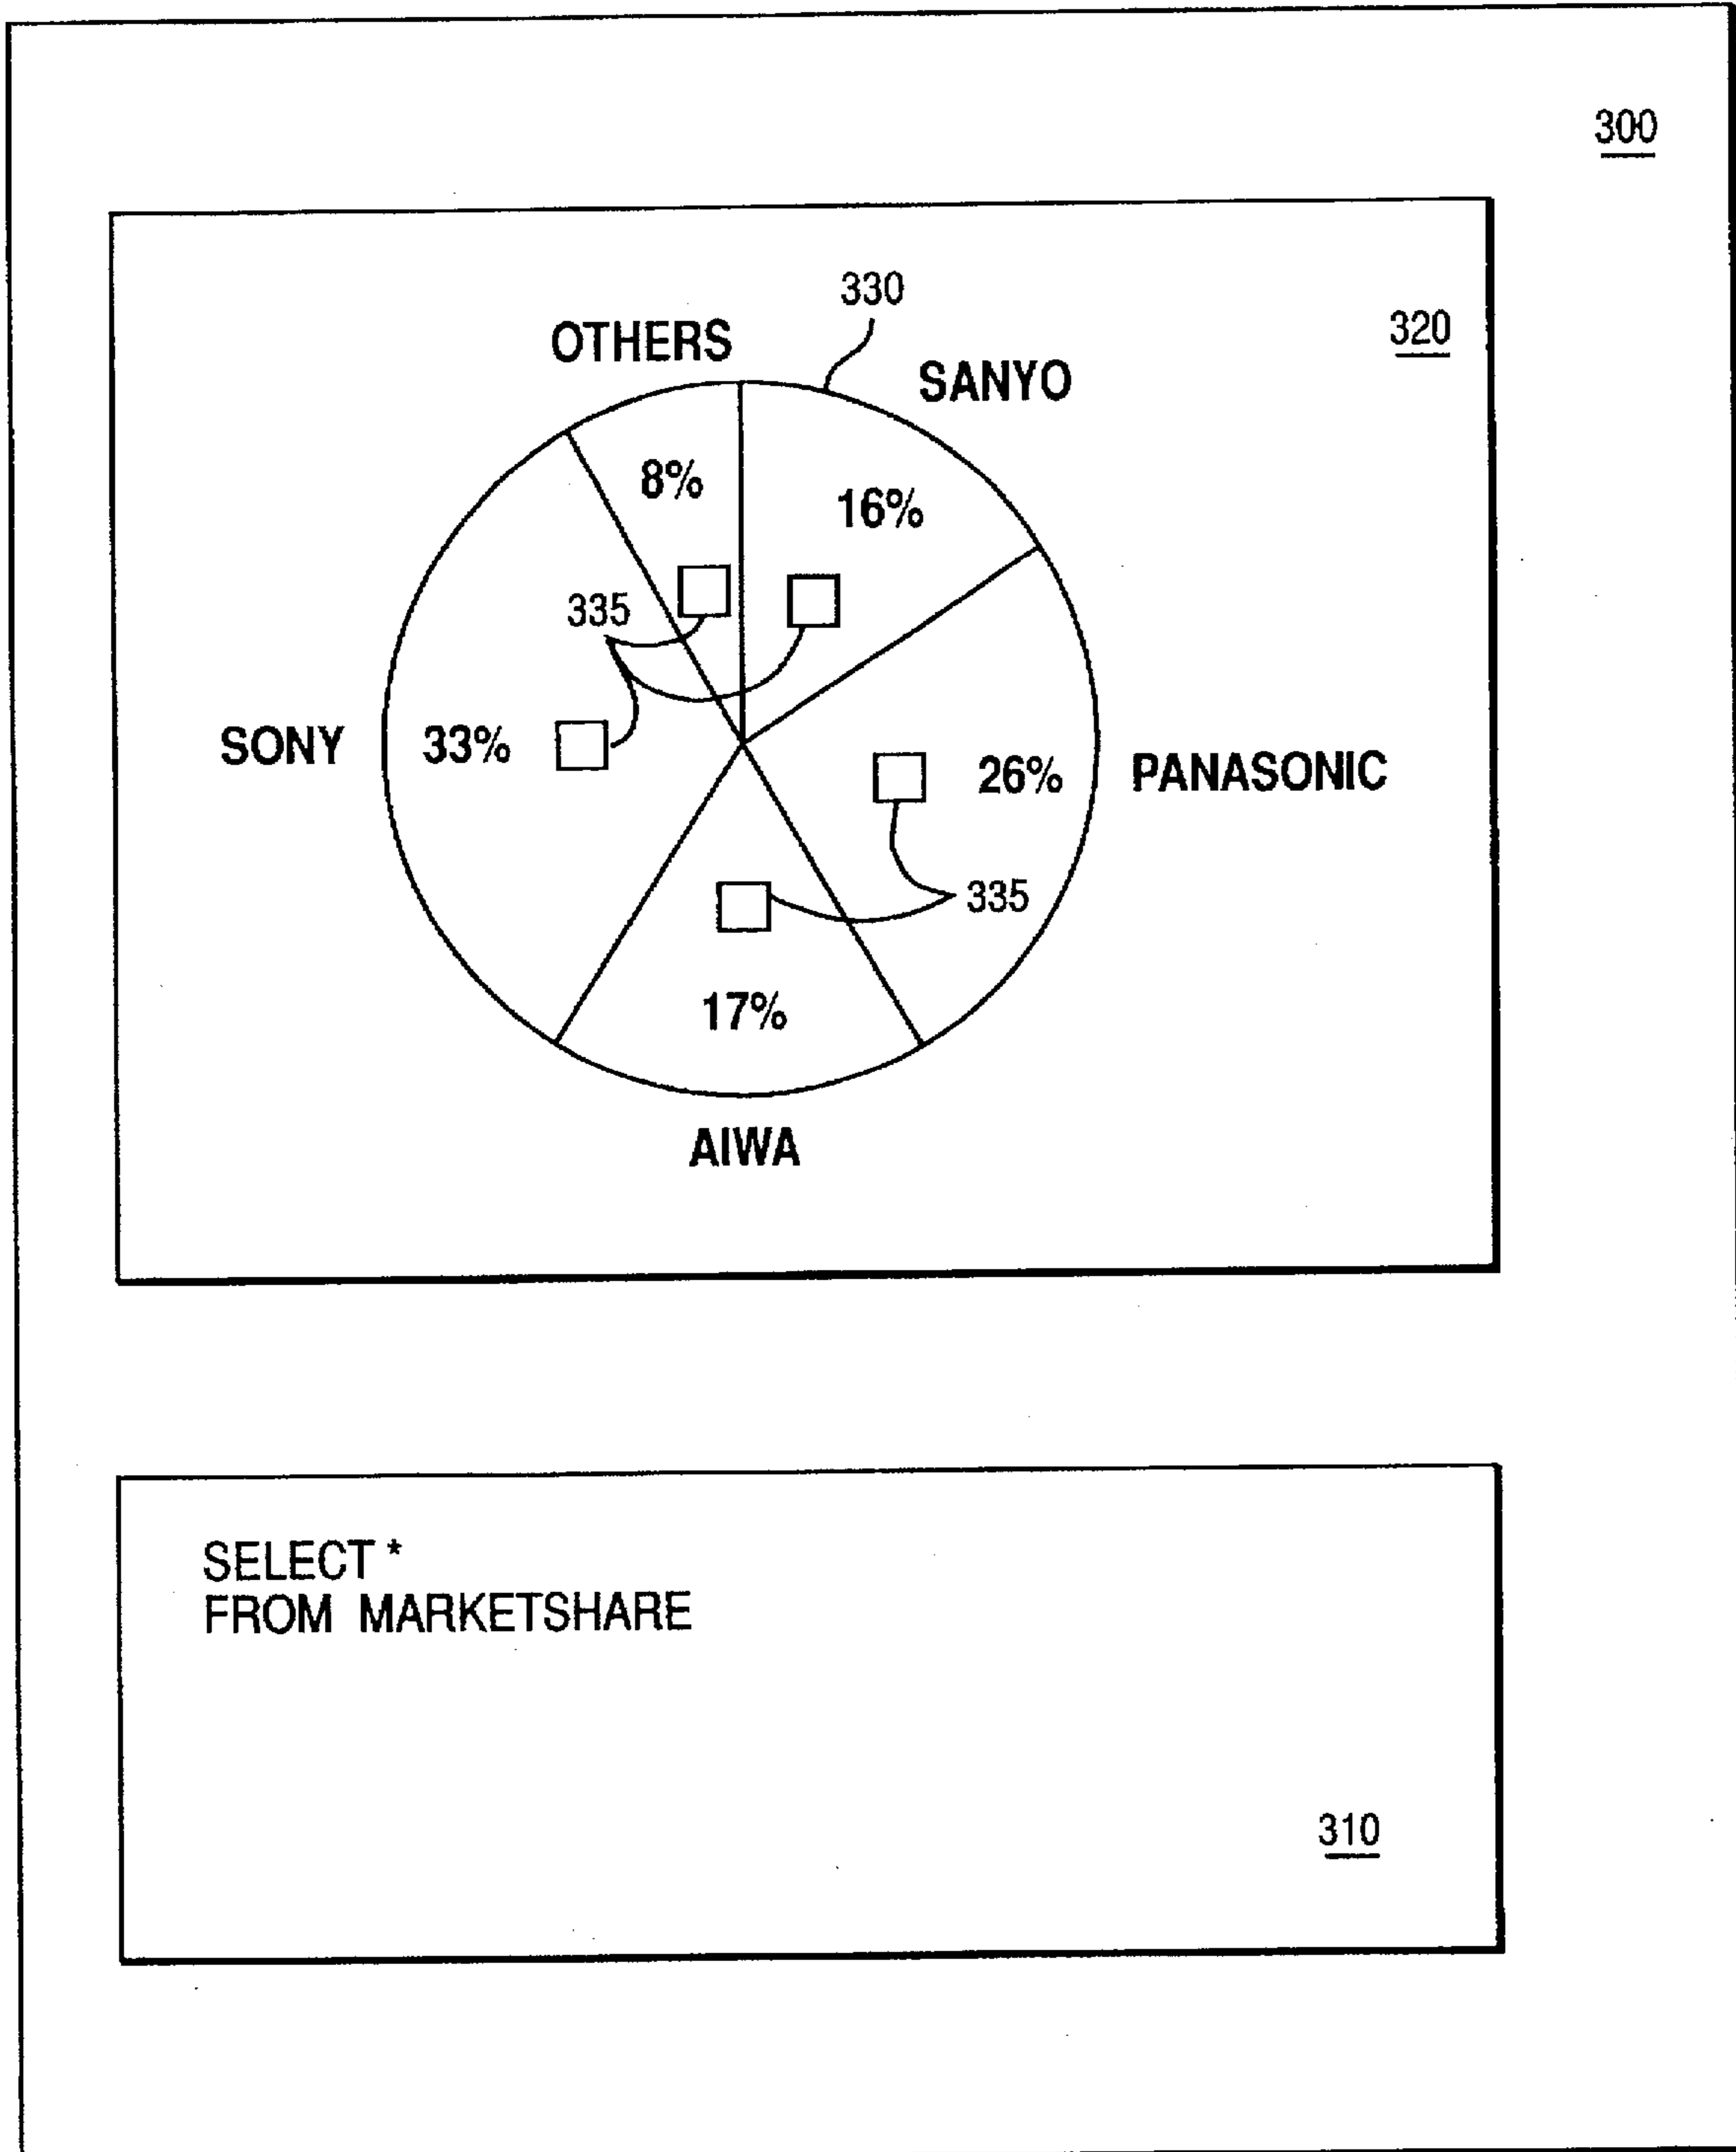 300
330
320
OTHERS
SANYO
8%
16%
335
SONY
33%
26%
PANASONIC
335
17%
AIWA
SELECT *
FROM MARKETSHARE
310